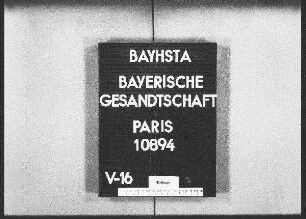 BAYHSTA
BAYERISCHE
GESANDTSCHAFT
PARIS
10894
V-16